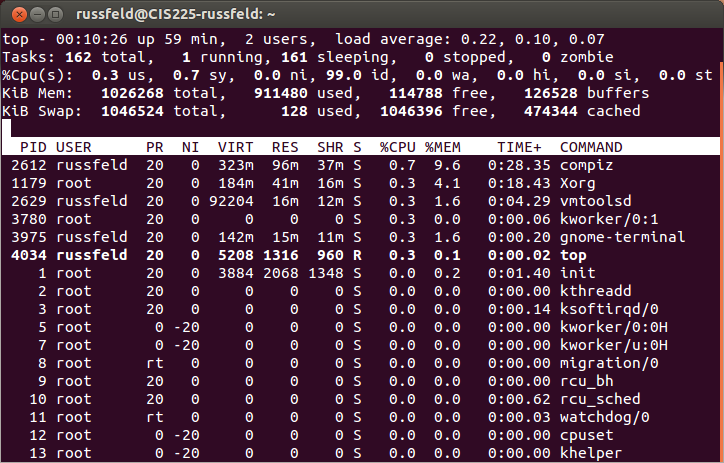 russfeld@CIS225-russfeld: ~
top - 00:10:26 up 59 min,  2 users,  load average: 0.22, 0.10, 0.07
Tasks: 162 total,   1 running, 161 sleeping,   0 stopped,   0 zombie
%Cpu(s):  0.3 us,  0.7 sy,  0.0 ni, 99.0 id,  0.0 wa,  0.0 hi,  0.0 si,  0.0 st
KiB Mem:   1026268 total,   911480 used,   114788 free,   126528 buffers
KiB Swap:  1046524 total,      128 used,  1046396 free,   474344 cached
PID USER      PR  NI  VIRT  RES  SHR S  %CPU %MEM    TIME+  COMMAND
2612 russfeld  20   0  323m  96m  37m S   0.7  9.6   0:28.35 compiz
1179 root      20   0  184m  41m  16m S   0.3  4.1   0:18.43 Xorg
2629 russfeld  20   0 92204  16m  12m S   0.3  1.6   0:04.29 vmtoolsd
3780 root      20   0     0    0    0 S   0.3  0.0   0:00.06 kworker/0:1
3975 russfeld  20   0  142m  15m  11m S   0.3  1.6   0:00.20 gnome-terminal
4034 russfeld  20   0  5208 1316  960 R   0.3  0.1   0:00.02 top
1 root      20   0  3884 2068 1348 S   0.0  0.2   0:01.40 init
2 root      20   0     0    0    0 S   0.0  0.0   0:00.00 kthreadd
3 root      20   0     0    0    0 S   0.0  0.0   0:00.14 ksoftirqd/0
5 root       0 -20     0    0    0 S   0.0  0.0   0:00.00 kworker/0:0H
7 root       0 -20     0    0    0 S   0.0  0.0   0:00.00 kworker/u:0H
8 root      rt   0     0    0    0 S   0.0  0.0   0:00.00 migration/0
9 root      20   0     0    0    0 S   0.0  0.0   0:00.00 rcu_bh
10 root      20   0     0    0    0 S   0.0  0.0   0:00.62 rcu_sched
11 root      rt   0     0    0    0 S   0.0  0.0   0:00.03 watchdog/0
12 root       0 -20     0    0    0 S   0.0  0.0   0:00.00 cpuset
13 root       0 -20     0    0    0 S   0.0  0.0   0:00.00 khelper